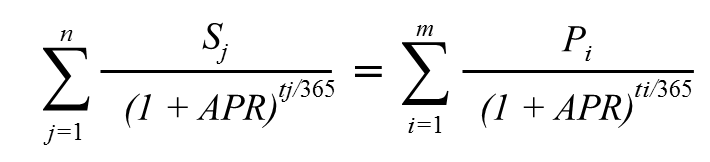 n ∑ j=1 S_j / (1 + APR)^{tj/365} = m ∑ i=1 P_i / (1 + APR)^{ti/365}